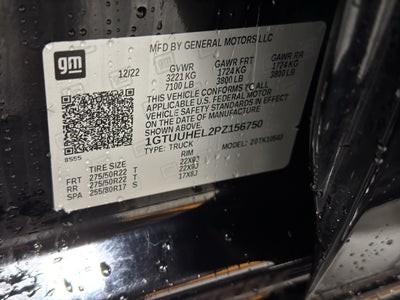 gm
MFD BY GENERAL MOTORS LLC
12/22 GVWR GAWR FRT GAWR RR
3221 KG 1724 KG 1724 KG
7100 LB 3800 LB 3800 LB
THIS VEHICLE CONFORMS TO ALL
APPLICABLE U.S. FEDERAL MOTOR
VEHICLE SAFETY STANDARDS IN EFFECT
ON THE DATE OF MANUFACTURE SHOWN ABOVE.
1GTUUHEL2PZ156750
8S55 TYPE: TRUCK MODEL:
TIRE SIZE RIM
FRT 275/50R22 T 22X9J
RR 275/50R22 T 22X9J
SPA 255/80R17 S 17X8J